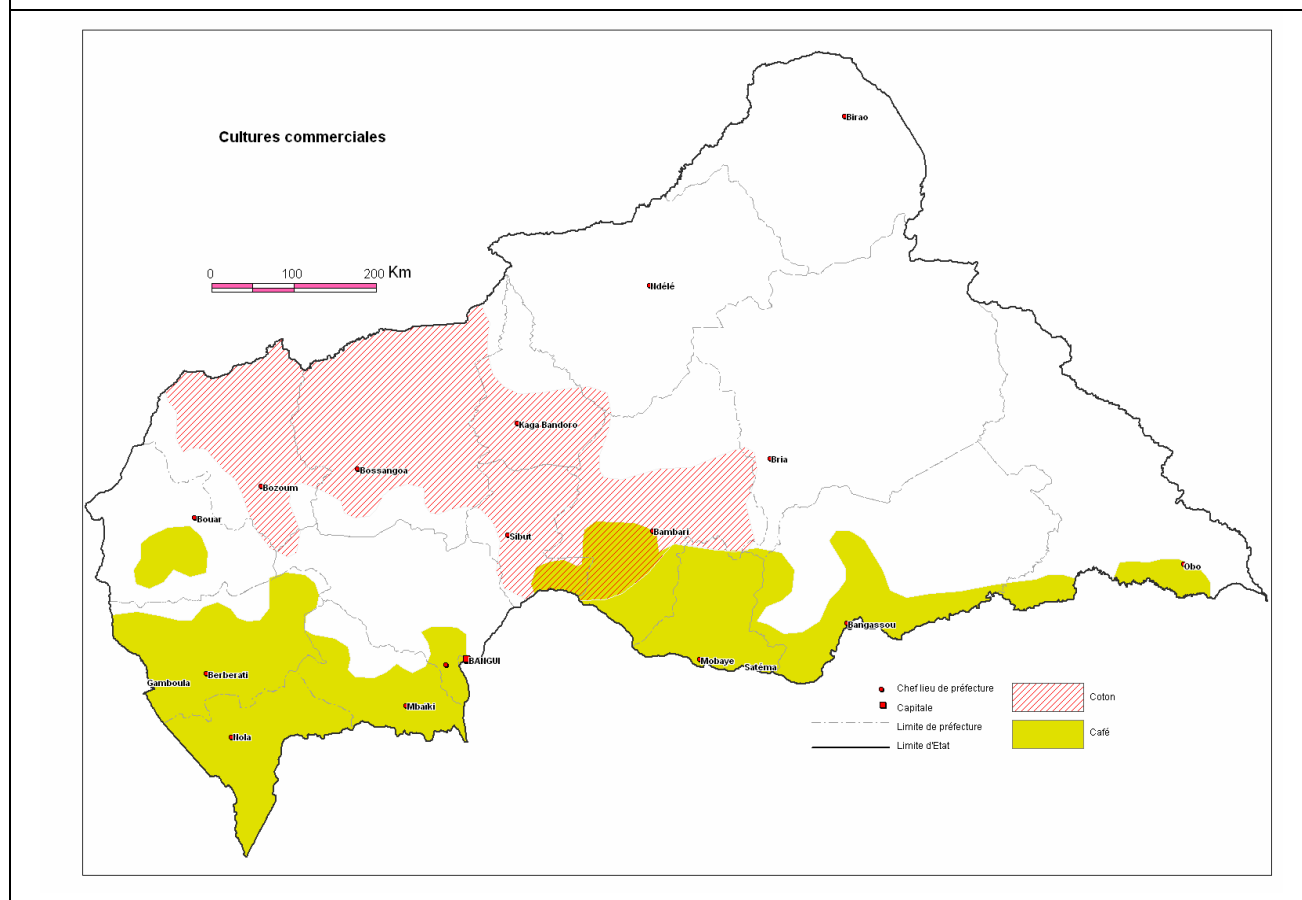 Cultures commerciales
0 100 200 Km
Birao
Ndélé
Kaga Bandoro
Bossangoa
Bria
Bozoum
Bouar
Sibut
Bambari
Obo
Bangassou
BANGUI
Mobaye
Satéma
Berberati
Gamboula
Mbaiki
Nola
Chef lieu de préfecture
Capitale
Limite de préfecture
Limite d'Etat
Coton
Café